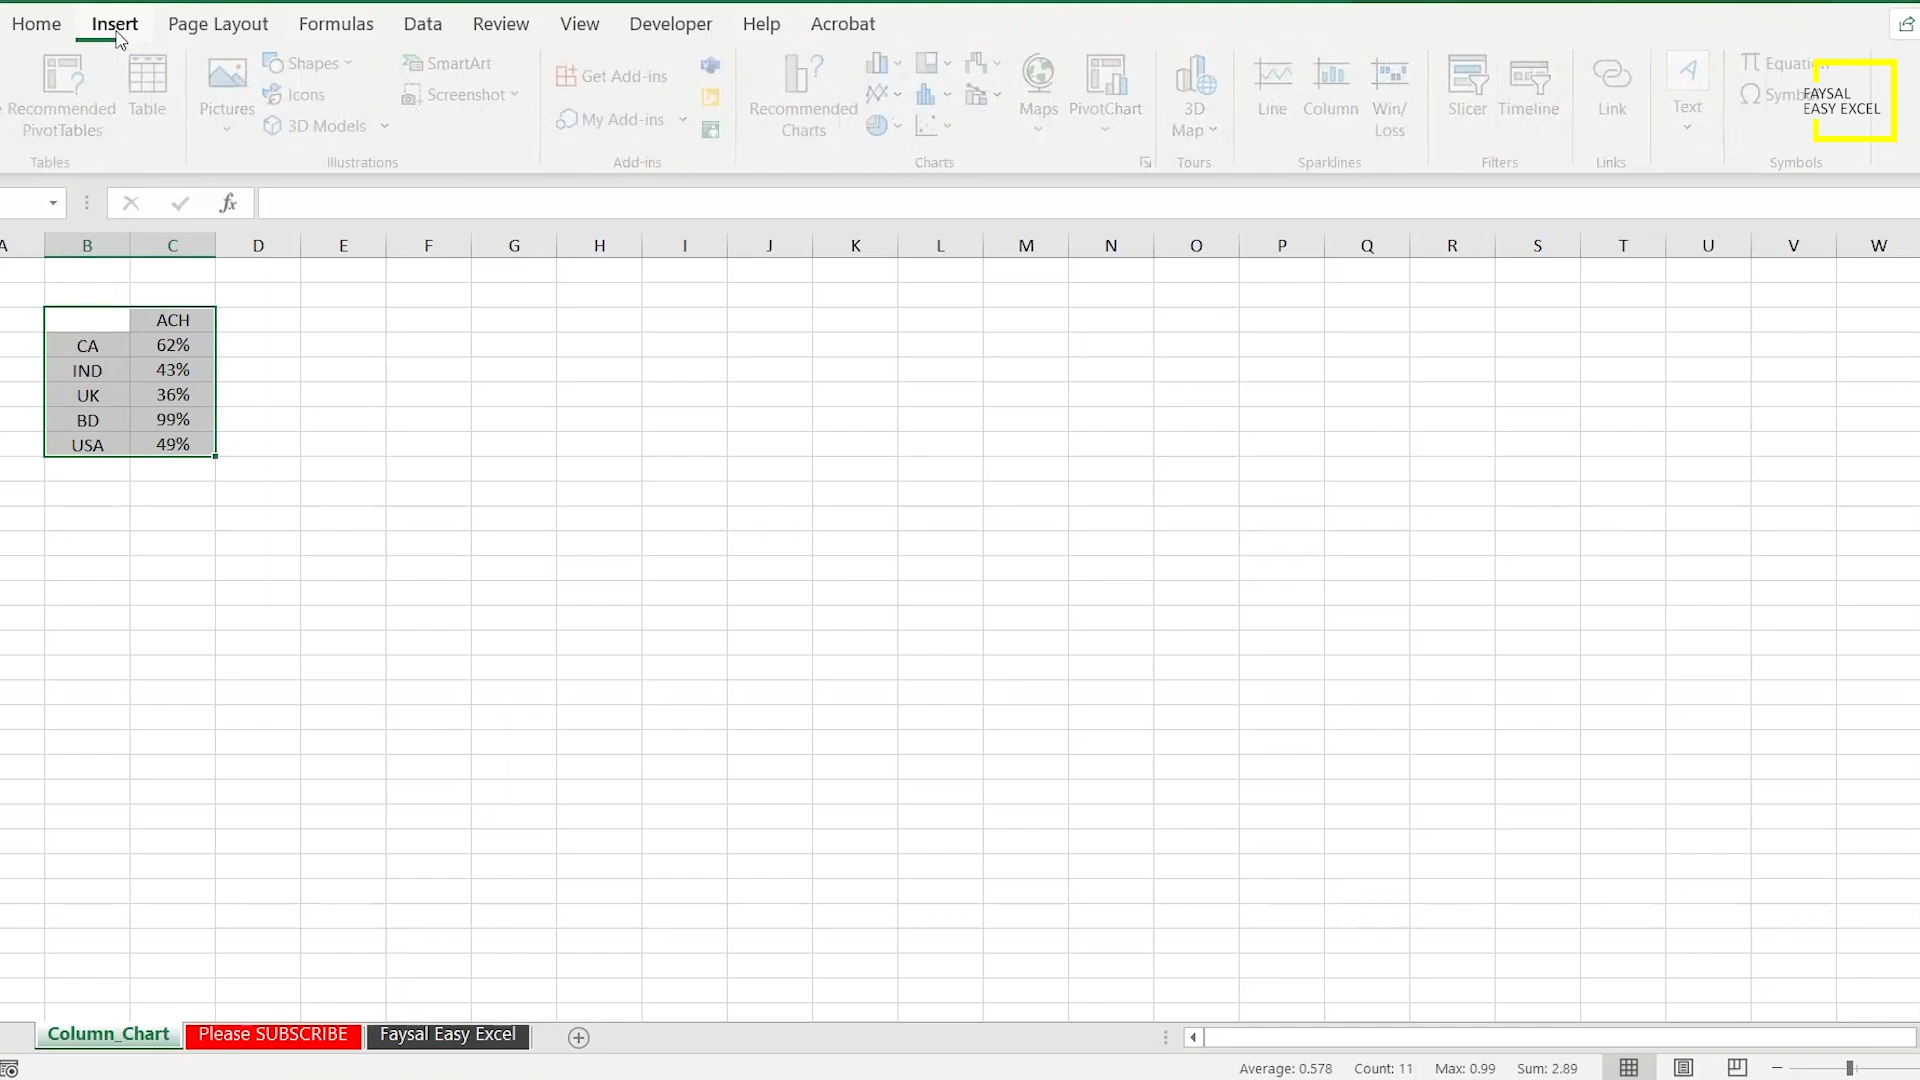 Home Insert Page Layout Formulas Data Review View Developer Help Acrobat
Recommended PivotTables
Table
Pictures
Shapes
Icons
3D Models
SmartArt
Screenshot
Get Add-ins
My Add-ins
Recommended Charts
Maps
PivotChart
3D Map
Line
Column
Win/ Loss
Slicer
Timeline
Link
Text
FAYSAL
EASY EXCEL
Tables Illustrations Add-ins Charts Tours Sparklines Filters Links Symbols
fx
A B C D E F G H I J K L M N O P Q R S T U V W
ACH
CA 62%
IND 43%
UK 36%
BD 99%
USA 49%
Column_Chart Please SUBSCRIBE Faysal Easy Excel
Average: 0.578 Count: 11 Max: 0.99 Sum: 2.89